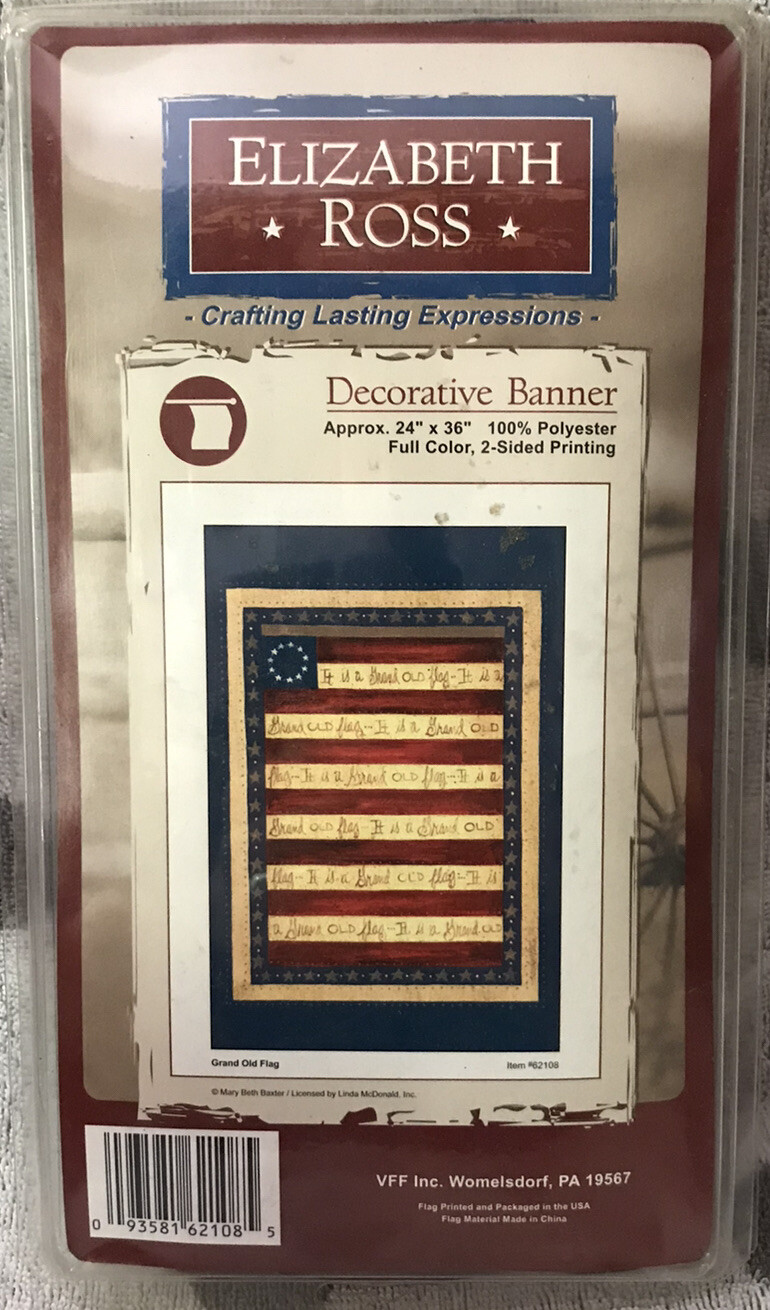 ELIZABETH
★ ROSS ★
- Crafting Lasting Expressions -
Decorative Banner
Approx. 24" x 36" 100% Polyester
Full Color, 2-Sided Printing
It is a Grand OLD flag--It is a
Grand OLD flag--It is a Grand OLD
flag--It is a Grand OLD flag--It is a
Grand OLD flag--It is a Grand OLD
flag--It is a Grand OLD flag--It is
a Grand OLD flag--It is a Grand OLD
Grand Old Flag Item #62108
© Mary Beth Baxter / Licensed by Linda McDonald, Inc.
VFF Inc. Womelsdorf, PA 19567
Flag Printed and Packaged in the USA
Flag Material Made in China
0 93581 62108 5